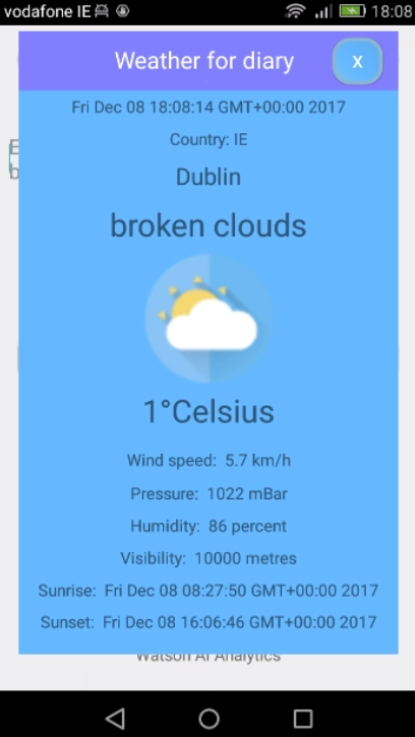 vodafone IE 18:08
Weather for diary x
Fri Dec 08 18:08:14 GMT+00:00 2017
Country: IE
Dublin
broken clouds
1°Celsius
Wind speed: 5.7 km/h
Pressure: 1022 mBar
Humidity: 86 percent
Visibility: 10000 metres
Sunrise: Fri Dec 08 08:27:50 GMT+00:00 2017
Sunset: Fri Dec 08 16:06:46 GMT+00:00 2017
Watson AI Analytics